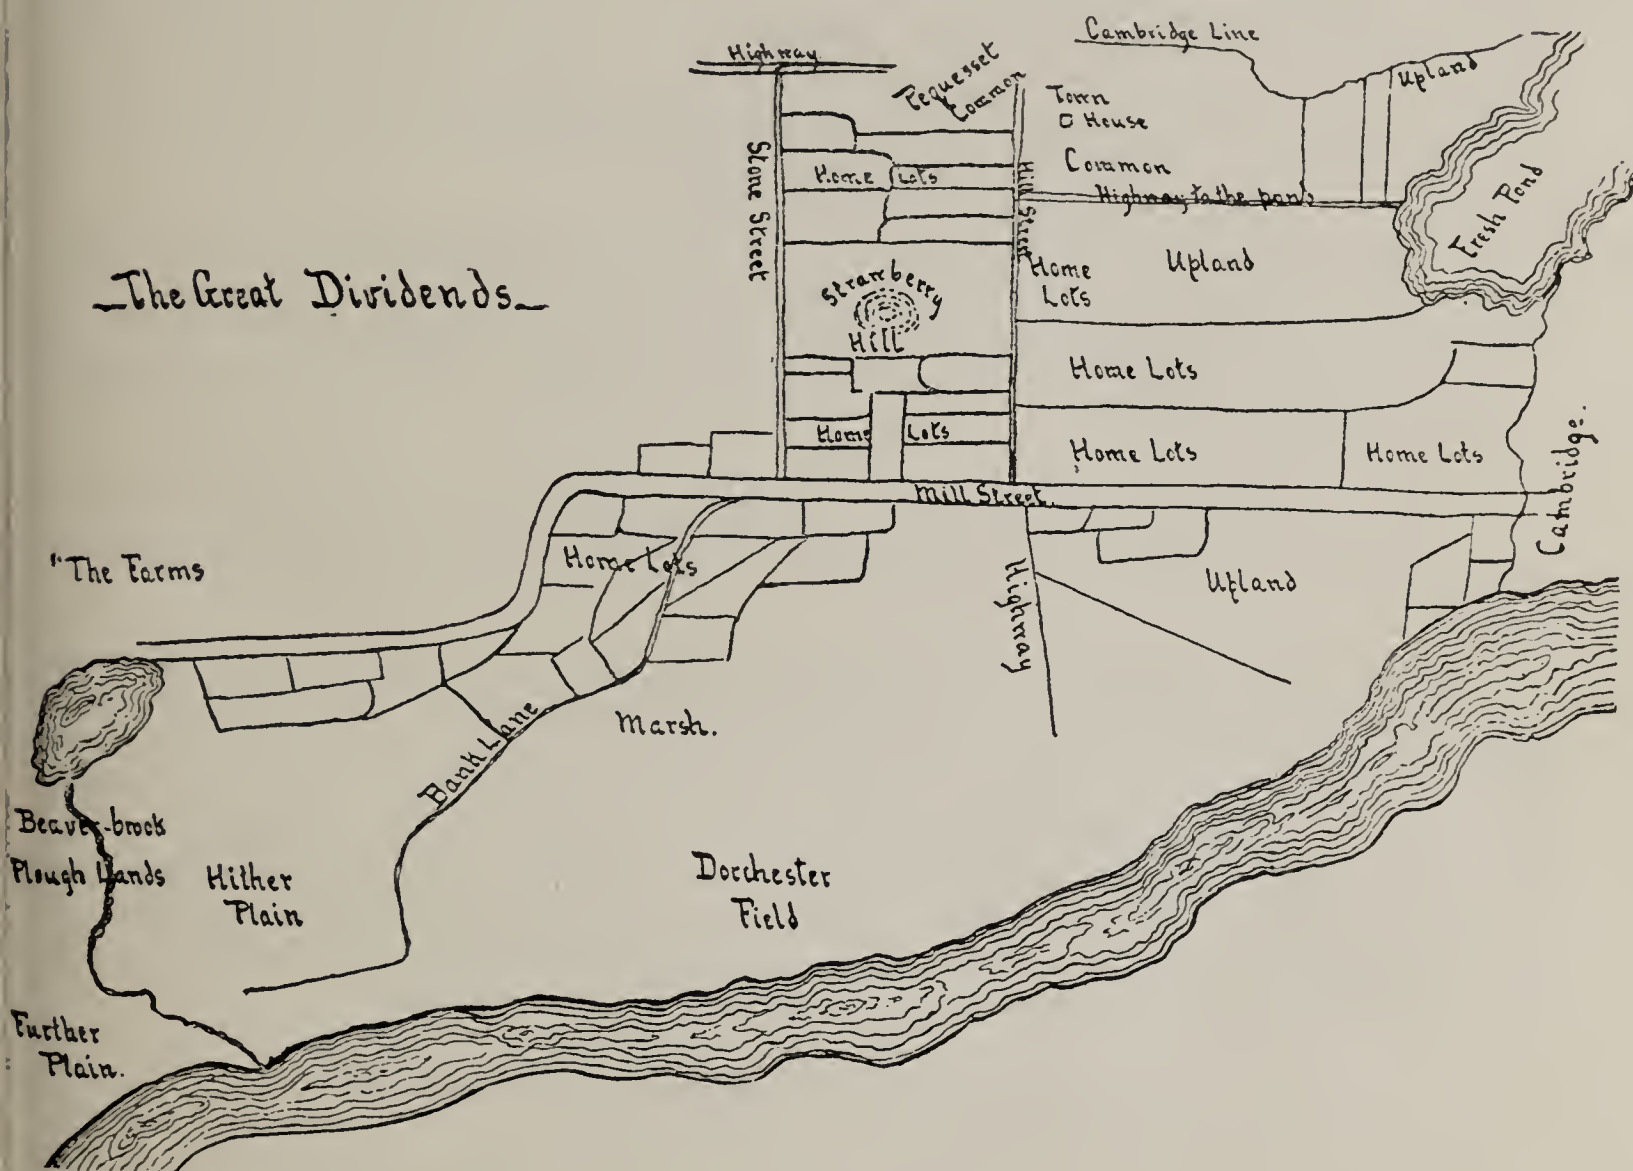 Cambridge Line
Highway
Pequesset
Common
Upland
Town
House
Common
Stone Street
Hill Street
Home Lots
Highway to the pond
Fresh Pond
Home
Lots
Upland
The Great Dividends
Strawberry
Hill
Home Lots
Home Lots
Home Lots
Home Lots
Mill Street.
Cambridge.
"The Farms
Home Lots
Highway
Upland
Marsh.
Bank Lane
Beaver-brook
Plough Lands
Hither
Plain
Dorchester
Field
Further
Plain.